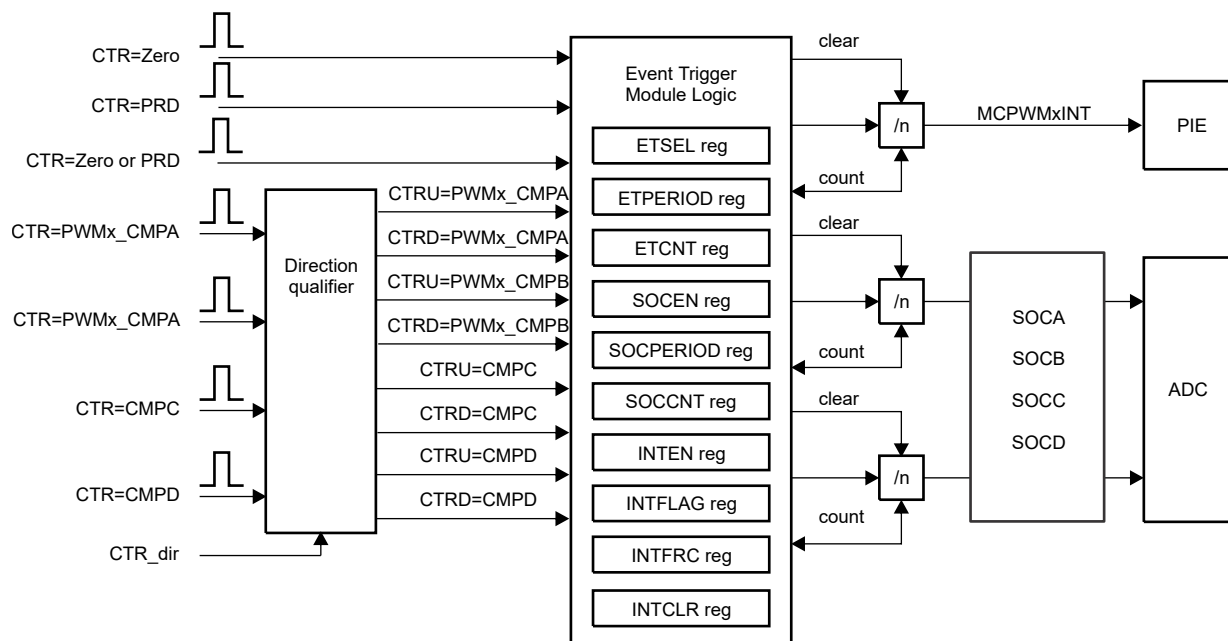 CTR=Zero
CTR=PRD
CTR=Zero or PRD
CTR=PWMx_CMPA
CTR=PWMx_CMPA
CTR=CMPC
CTR=CMPD
CTR_dir
Direction
qualifier
CTRU=PWMx_CMPA
CTRD=PWMx_CMPA
CTRU=PWMx_CMPB
CTRD=PWMx_CMPB
CTRU=CMPC
CTRD=CMPC
CTRU=CMPD
CTRD=CMPD
Event Trigger
Module Logic
ETSEL reg
ETPERIOD reg
ETCNT reg
SOCEN reg
SOCPERIOD reg
SOCCNT reg
INTEN reg
INTFLAG reg
INTFRC reg
INTCLR reg
clear
/n
count
MCPWMxINT
PIE
clear
/n
count
clear
/n
count
SOCA
SOCB
SOCC
SOCD
ADC